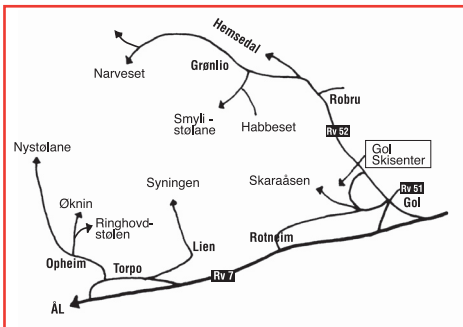 Hemsedal
Narveset
Grønlio
Robru
Smyli -
stølane
Habbeset
Rv 52
Gol
Skisenter
Nystølane
Syningen
Skaraåsen
Rv 51
Øknin
Gol
Ringhovd-
stølen
Rotneim
Lien
Opheim
Torpo
Rv 7
ÅL